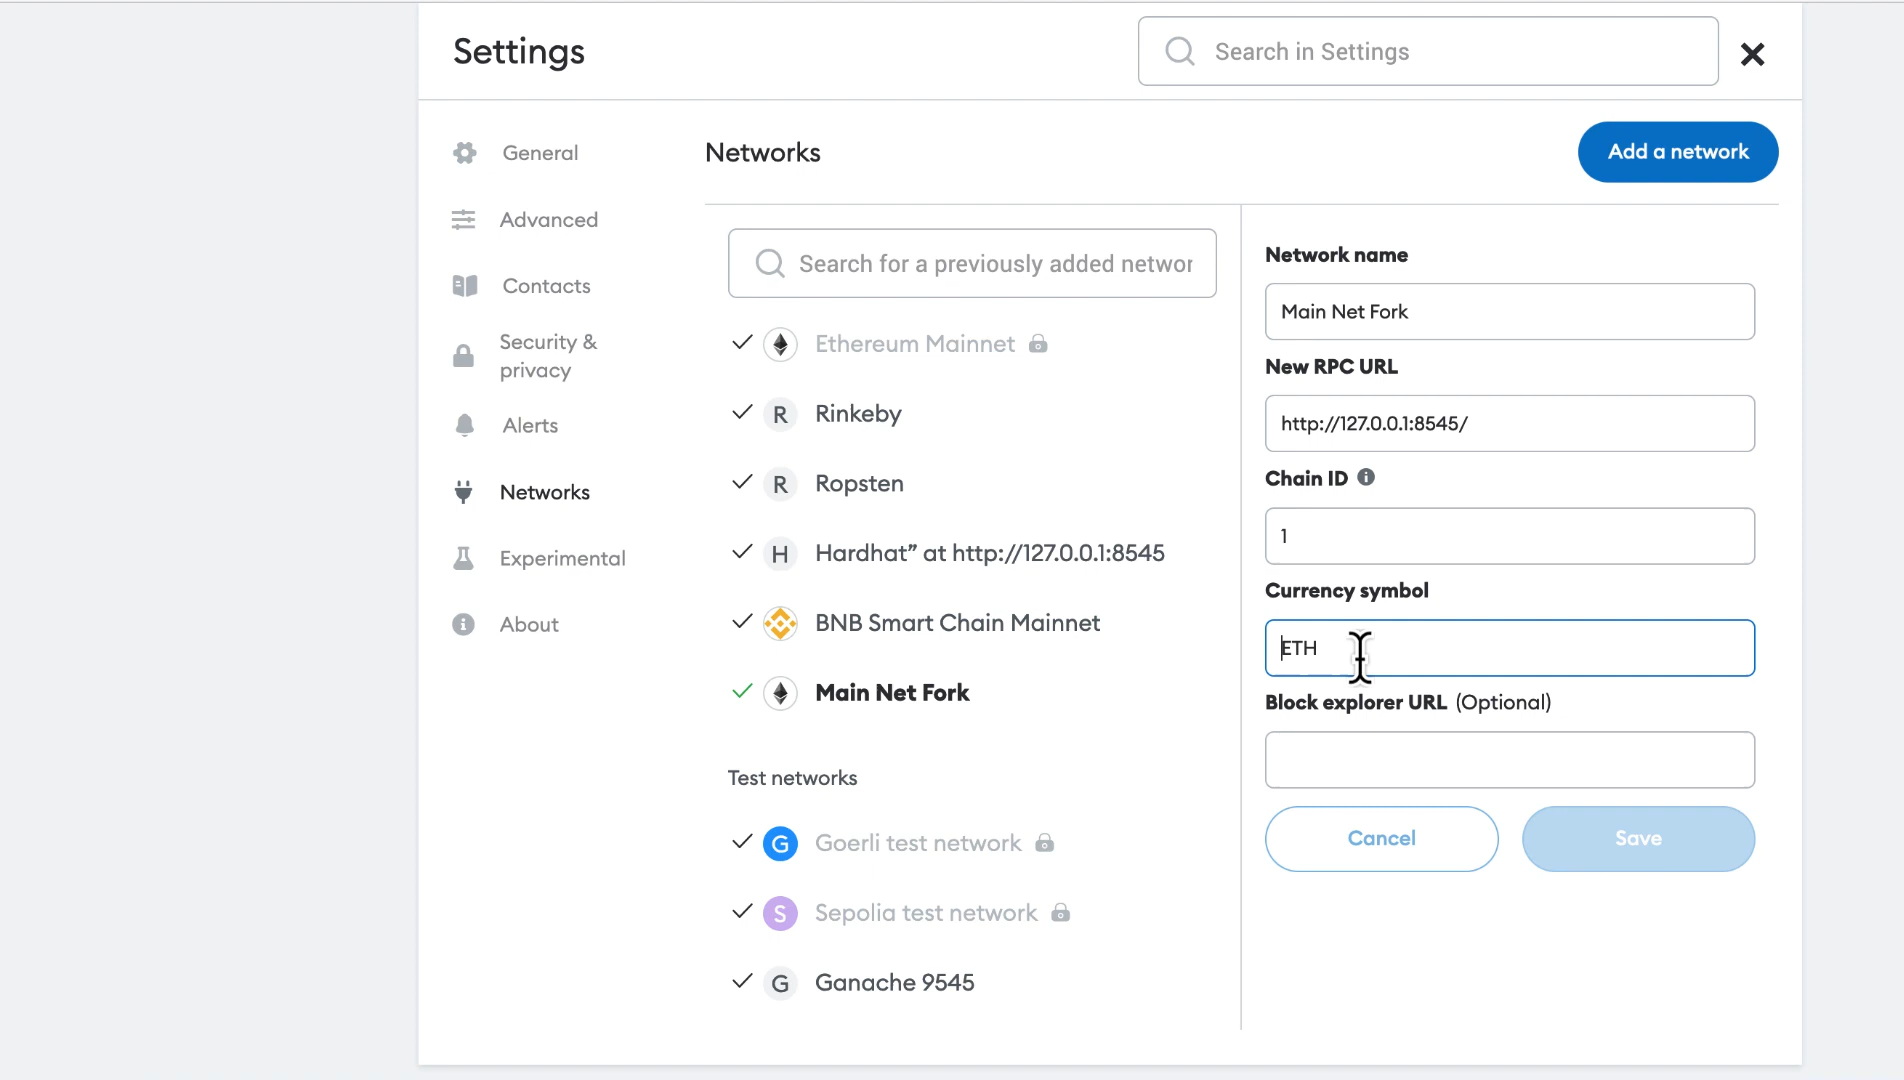 Settings
Search in Settings
General
Advanced
Contacts
Security &
privacy
Alerts
Networks
Experimental
About
Networks
Add a network
Search for a previously added networ
Ethereum Mainnet
R Rinkeby
R Ropsten
H Hardhat” at http://127.0.0.1:8545
BNB Smart Chain Mainnet
Main Net Fork
Test networks
G Goerli test network
S Sepolia test network
G Ganache 9545
Network name
Main Net Fork
New RPC URL
http://127.0.0.1:8545/
Chain ID
1
Currency symbol
ETH
Block explorer URL (Optional)
Cancel
Save